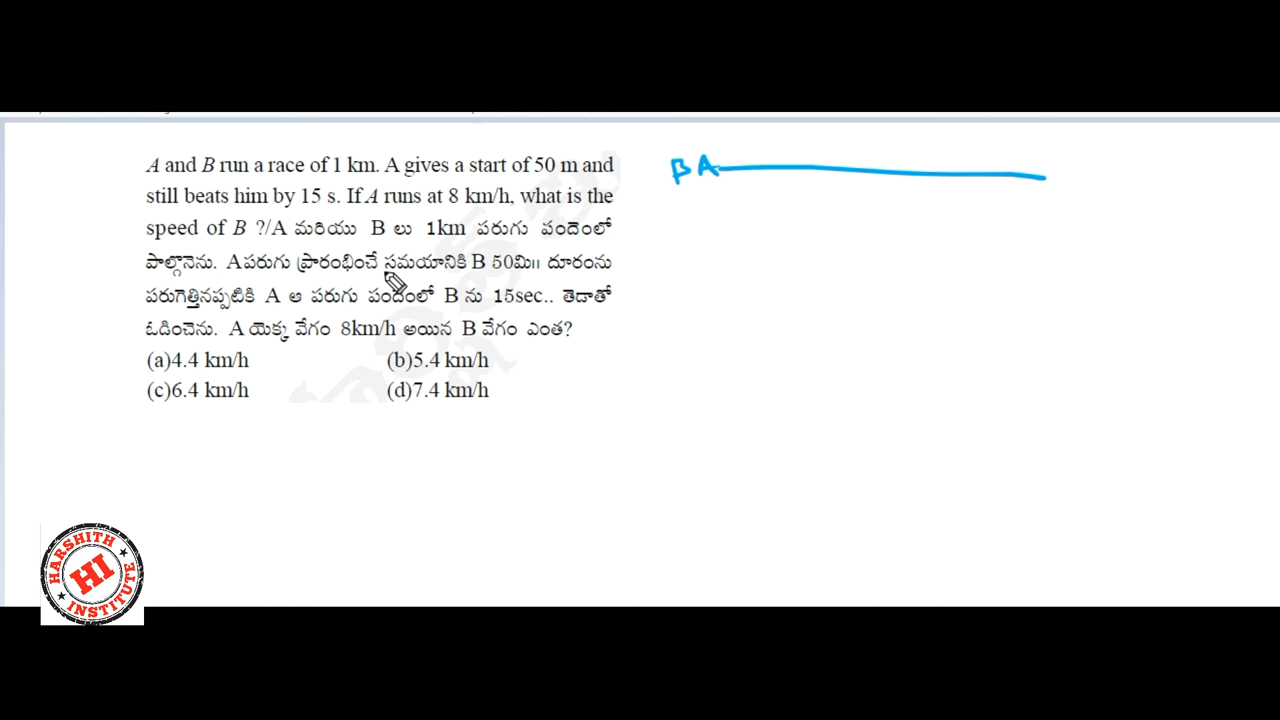 A and B run a race of 1 km. A gives a start of 50 m and
still beats him by 15 s. If A runs at 8 km/h, what is the
speed of B ?/A మరియు B లు 1km పరుగు పందెంలో
పాల్గొనెను. A పరుగు ప్రారంభించే సమయానికి B 50మీ॥ దూరంను
పరుగెత్తినప్పటికి A ఆ పరుగు పందెంలో B ను 15sec.. తెడాతో
ఓడించెను. A యొక్క వేగం 8km/h అయిన B వేగం ఎంత?
(a)4.4 km/h (b)5.4 km/h
(c)6.4 km/h (d)7.4 km/h
B A
HARSHITH
HI
INSTITUTE